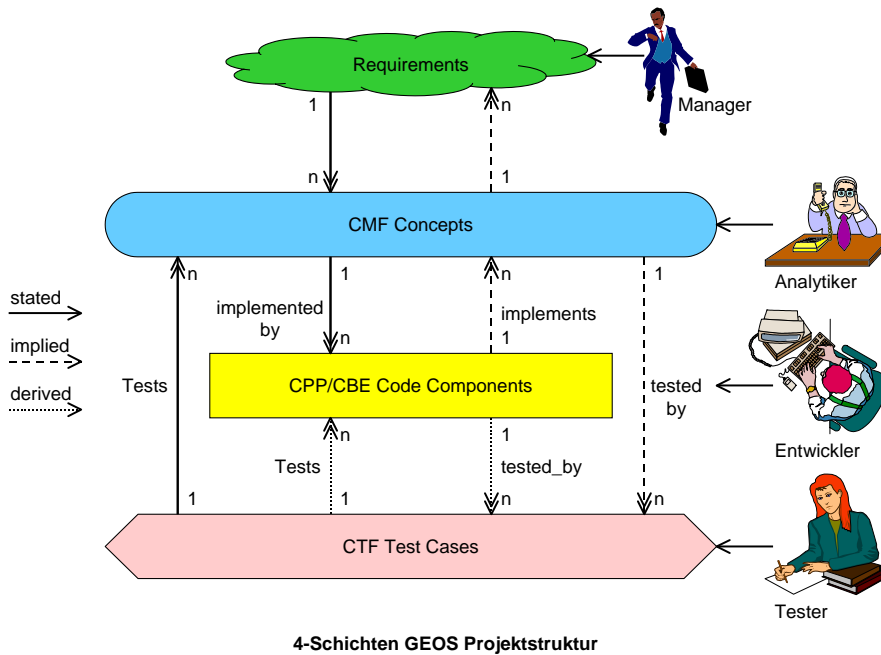 Requirements
Manager
1
n
n
1
CMF Concepts
Analytiker
n
1
n
1
stated
implemented
by
implements
implied
n
1
Tests
CPP/CBE Code Components
tested
by
derived
Entwickler
n
1
Tests
tested_by
1
1
n
n
CTF Test Cases
Tester
4-Schichten GEOS Projektstruktur